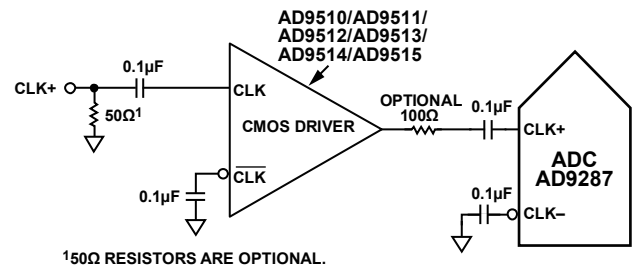 AD9510/AD9511/
AD9512/AD9513/
AD9514/AD9515
0.1µF
CLK+
50Ω¹
CLK
CMOS DRIVER
OPTIONAL
100Ω
0.1µF
CLK+
ADC
AD9287
CLK
0.1µF
0.1µF
CLK–
¹50Ω RESISTORS ARE OPTIONAL.